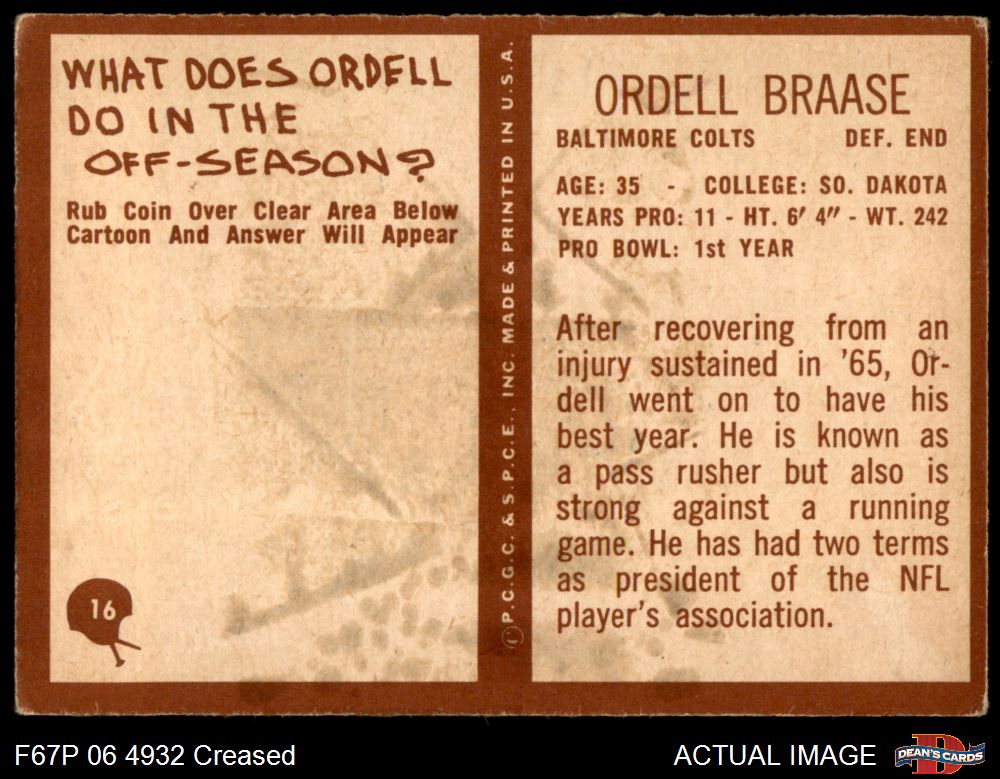 WHAT DOES ORDELL
DO IN THE
OFF-SEASON?
Rub Coin Over Clear Area Below
Cartoon And Answer Will Appear
16
© P.C.G.C. & S.P.C.E., INC. MADE & PRINTED IN U.S.A.
ORDELL BRAASE
BALTIMORE COLTS DEF. END
AGE: 35 - COLLEGE: SO. DAKOTA
YEARS PRO: 11 - HT. 6' 4" - WT. 242
PRO BOWL: 1st YEAR
After recovering from an
injury sustained in '65, Or-
dell went on to have his
best year. He is known as
a pass rusher but also is
strong against a running
game. He has had two terms
as president of the NFL
player's association.
F67P 06 4932 Creased
ACTUAL IMAGE
D
DEAN'S CARDS